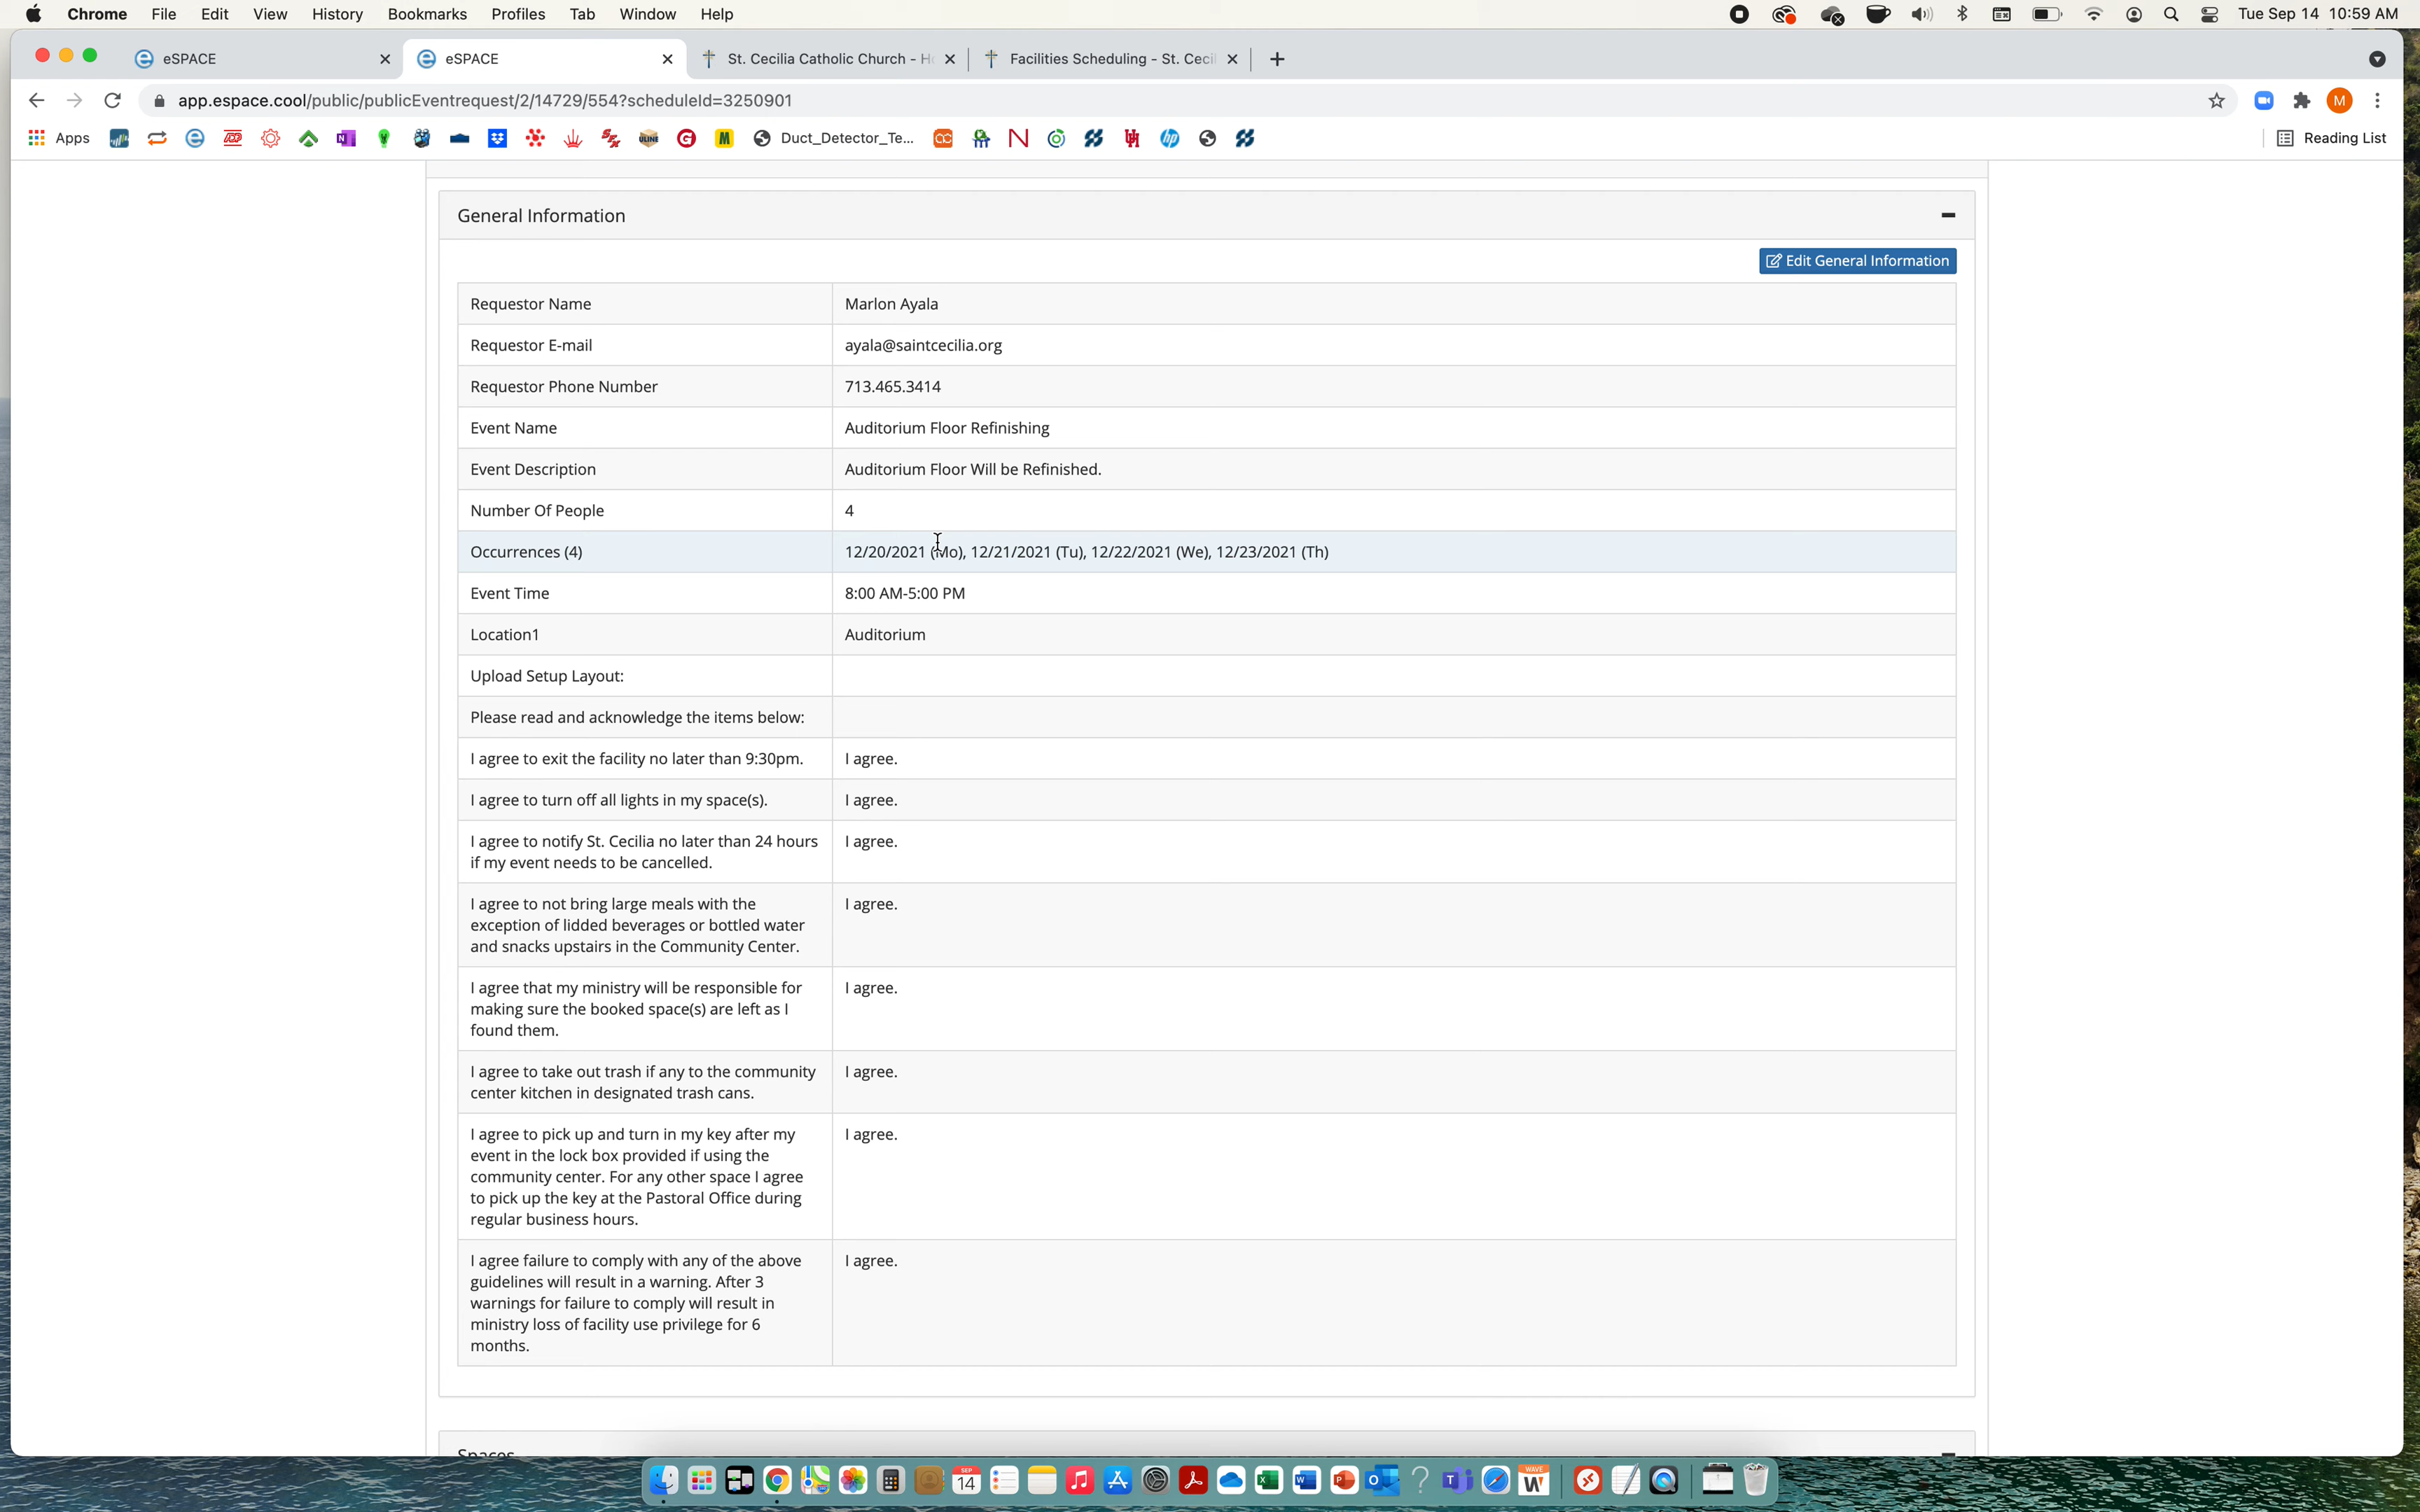 Chrome File Edit View History Bookmarks Profiles Tab Window Help Tue Sep 14 10:59 AM
eSPACE eSPACE St. Cecilia Catholic Church - H Facilities Scheduling - St. Ceci
app.espace.cool/public/publicEventrequest/2/14729/554?scheduleId=3250901 M
Apps ULINE Duct_Detector_Te... Reading List
General Information
Edit General Information
Requestor Name Marlon Ayala
Requestor E-mail ayala@saintcecilia.org
Requestor Phone Number 713.465.3414
Event Name Auditorium Floor Refinishing
Event Description Auditorium Floor Will be Refinished.
Number Of People 4
Occurrences (4) 12/20/2021 (Mo), 12/21/2021 (Tu), 12/22/2021 (We), 12/23/2021 (Th)
Event Time 8:00 AM-5:00 PM
Location1 Auditorium
Upload Setup Layout:
Please read and acknowledge the items below:
I agree to exit the facility no later than 9:30pm. I agree.
I agree to turn off all lights in my space(s). I agree.
I agree to notify St. Cecilia no later than 24 hours I agree.
if my event needs to be cancelled.
I agree to not bring large meals with the I agree.
exception of lidded beverages or bottled water
and snacks upstairs in the Community Center.
I agree that my ministry will be responsible for I agree.
making sure the booked space(s) are left as I
found them.
I agree to take out trash if any to the community I agree.
center kitchen in designated trash cans.
I agree to pick up and turn in my key after my I agree.
event in the lock box provided if using the
community center. For any other space I agree
to pick up the key at the Pastoral Office during
regular business hours.
I agree failure to comply with any of the above I agree.
guidelines will result in a warning. After 3
warnings for failure to comply will result in
ministry loss of facility use privilege for 6
months.
Spaces
SEP
14
WAVE
W